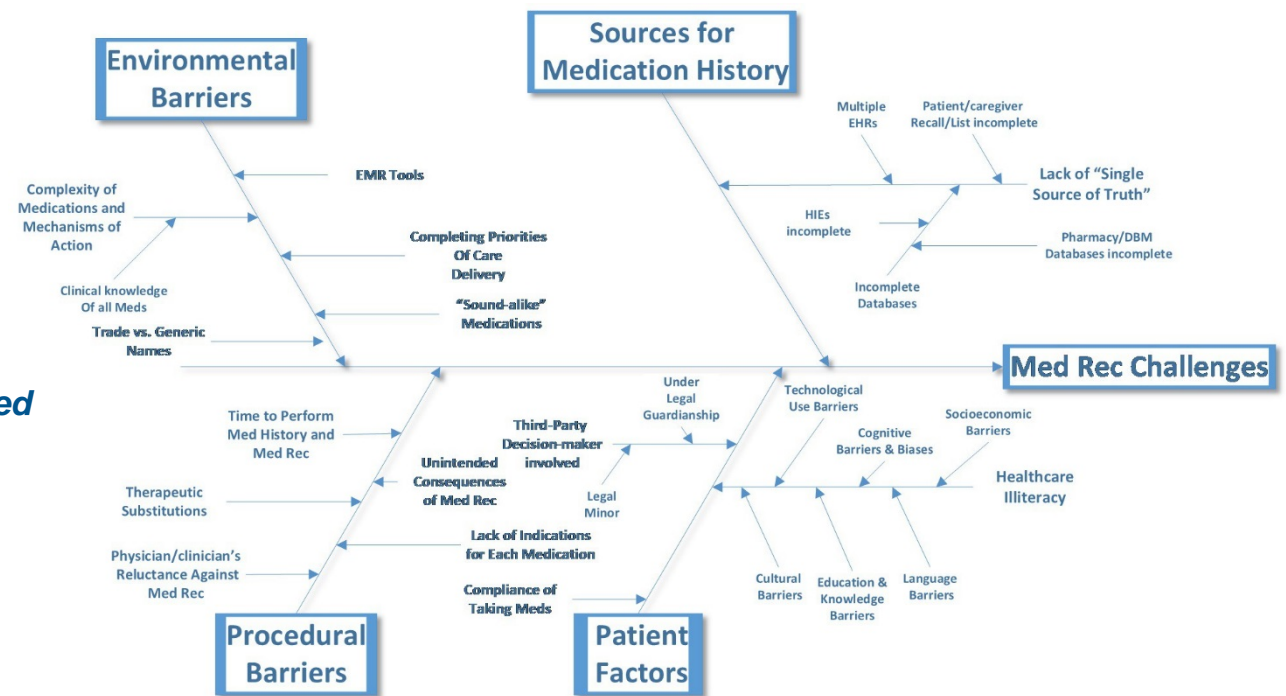 Environmental
Barriers
Sources for
Medication History
EMR Tools
Complexity of
Medications and
Mechanisms of
Action
Clinical knowledge
Of all Meds
Completing Priorities
Of Care
Delivery
"Sound-alike"
Medications
Trade vs. Generic
Names
Multiple
EHRs
Patient/caregiver
Recall/List incomplete
Lack of "Single
Source of Truth"
HIEs
incomplete
Pharmacy/DBM
Databases incomplete
Incomplete
Databases
Med Rec Challenges
ed
Time to Perform
Med History and
Med Rec
Unintended
Consequences
of Med Rec
Therapeutic
Substitutions
Lack of Indications
for Each Medication
Physician/clinician's
Reluctance Against
Med Rec
Procedural
Barriers
Under
Legal
Guardianship
Third-Party
Decision-maker
involved
Legal
Minor
Technological
Use Barriers
Cognitive
Barriers & Biases
Socioeconomic
Barriers
Healthcare
Illiteracy
Cultural
Barriers
Education &
Knowledge
Barriers
Language
Barriers
Compliance of
Taking Meds
Patient
Factors